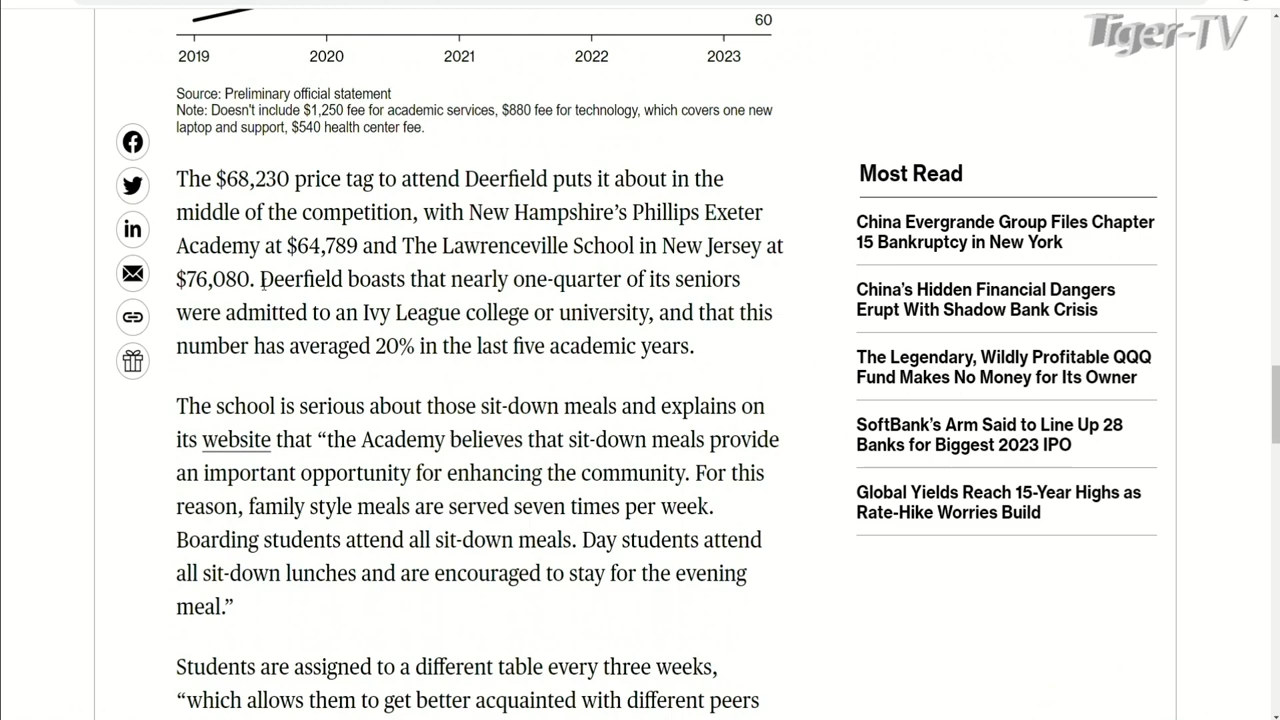 Tiger-TV
60
2019 2020 2021 2022 2023
Source: Preliminary official statement
Note: Doesn't include $1,250 fee for academic services, $880 fee for technology, which covers one new
laptop and support, $540 health center fee.
The $68,230 price tag to attend Deerfield puts it about in the
middle of the competition, with New Hampshire’s Phillips Exeter
Academy at $64,789 and The Lawrenceville School in New Jersey at
$76,080. Deerfield boasts that nearly one-quarter of its seniors
were admitted to an Ivy League college or university, and that this
number has averaged 20% in the last five academic years.
The school is serious about those sit-down meals and explains on
its website that “the Academy believes that sit-down meals provide
an important opportunity for enhancing the community. For this
reason, family style meals are served seven times per week.
Boarding students attend all sit-down meals. Day students attend
all sit-down lunches and are encouraged to stay for the evening
meal.”
Students are assigned to a different table every three weeks,
“which allows them to get better acquainted with different peers
Most Read
China Evergrande Group Files Chapter
15 Bankruptcy in New York
China’s Hidden Financial Dangers
Erupt With Shadow Bank Crisis
The Legendary, Wildly Profitable QQQ
Fund Makes No Money for Its Owner
SoftBank’s Arm Said to Line Up 28
Banks for Biggest 2023 IPO
Global Yields Reach 15-Year Highs as
Rate-Hike Worries Build